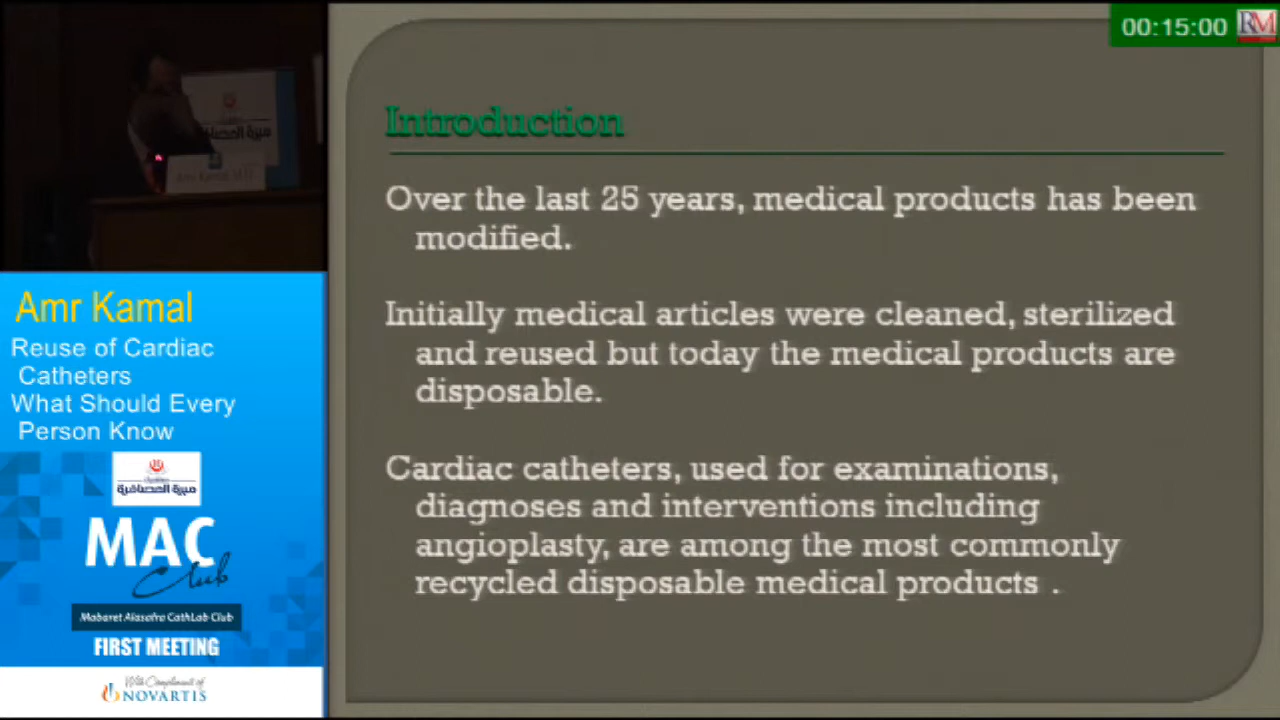 00:15:00
RM
Introduction
Over the last 25 years, medical products has been
modified.
Initially medical articles were cleaned, sterilized
and reused but today the medical products are
disposable.
Cardiac catheters, used for examinations,
diagnoses and interventions including
angioplasty, are among the most commonly
recycled disposable medical products .
Amr Kamal
Amr Kamal
Reuse of Cardiac
Catheters
What Should Every
Person Know
MAC
Club
Mabaret Alasafra CathLab Club
FIRST MEETING
With Compliment of
NOVARTIS